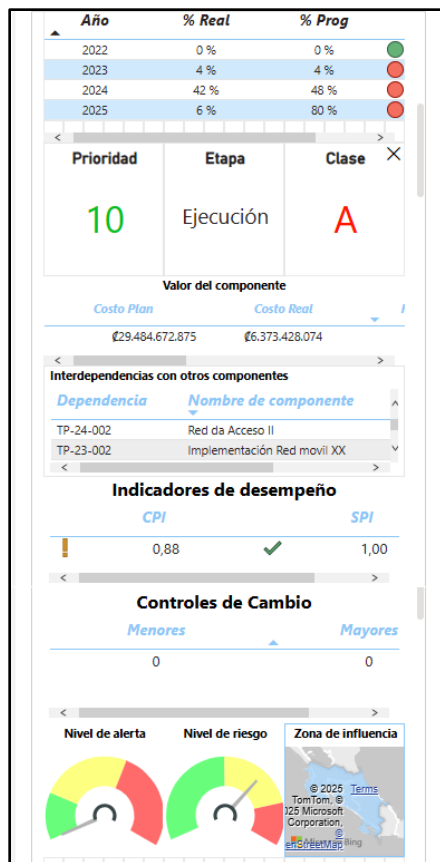 Año % Real % Prog
2022 0 % 0 %
2023 4 % 4 %
2024 42 % 48 %
2025 6 % 80 %
Prioridad Etapa Clase
10 Ejecución A
Valor del componente
Costo Plan Costo Real
₡29.484.672.875 ₡6.373.428.074
Interdependencias con otros componentes
Dependencia Nombre de componente
TP-24-002 Red da Acceso II
TP-23-002 Implementación Red movil XX
Indicadores de desempeño
CPI SPI
0,88 1,00
Controles de Cambio
Menores Mayores
0 0
Nivel de alerta Nivel de riesgo Zona de influencia
© 2025 Terms
TomTom, ©
025 Microsoft
Corporation,
©
enStreetMap
Bing